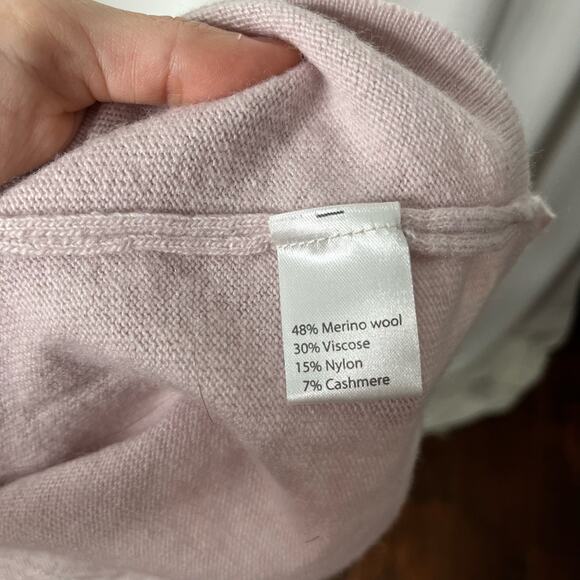 48% Merino wool
30% Viscose
15% Nylon
7% Cashmere